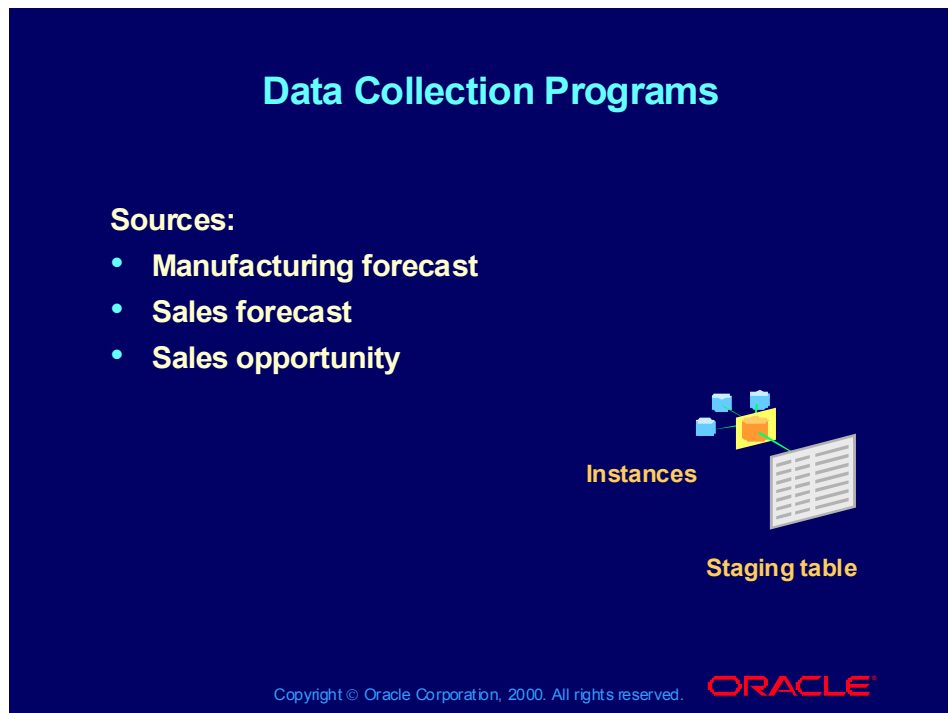 Data Collection Programs
Sources:
• Manufacturing forecast
• Sales forecast
• Sales opportunity
Instances
Staging table
Copyright © Oracle Corporation, 2000. All rights reserved.
ORACLE®